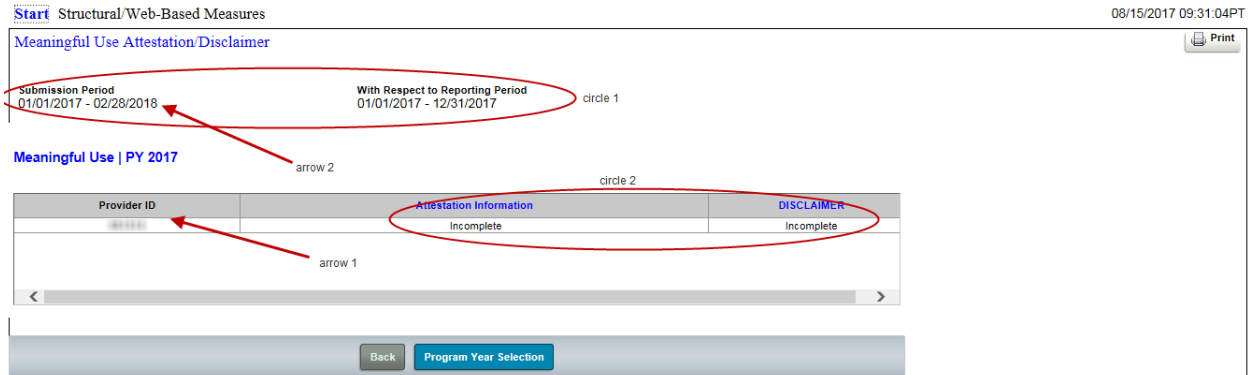 Start Structural/Web-Based Measures 08/15/2017 09:31:04PT
Meaningful Use Attestation/Disclaimer Print
Submission Period With Respect to Reporting Period
01/01/2017 - 02/28/2018 01/01/2017 - 12/31/2017 circle 1
Meaningful Use | PY 2017 arrow 2
circle 2
Provider ID Attestation Information DISCLAIMER
Incomplete Incomplete
arrow 1
Back Program Year Selection